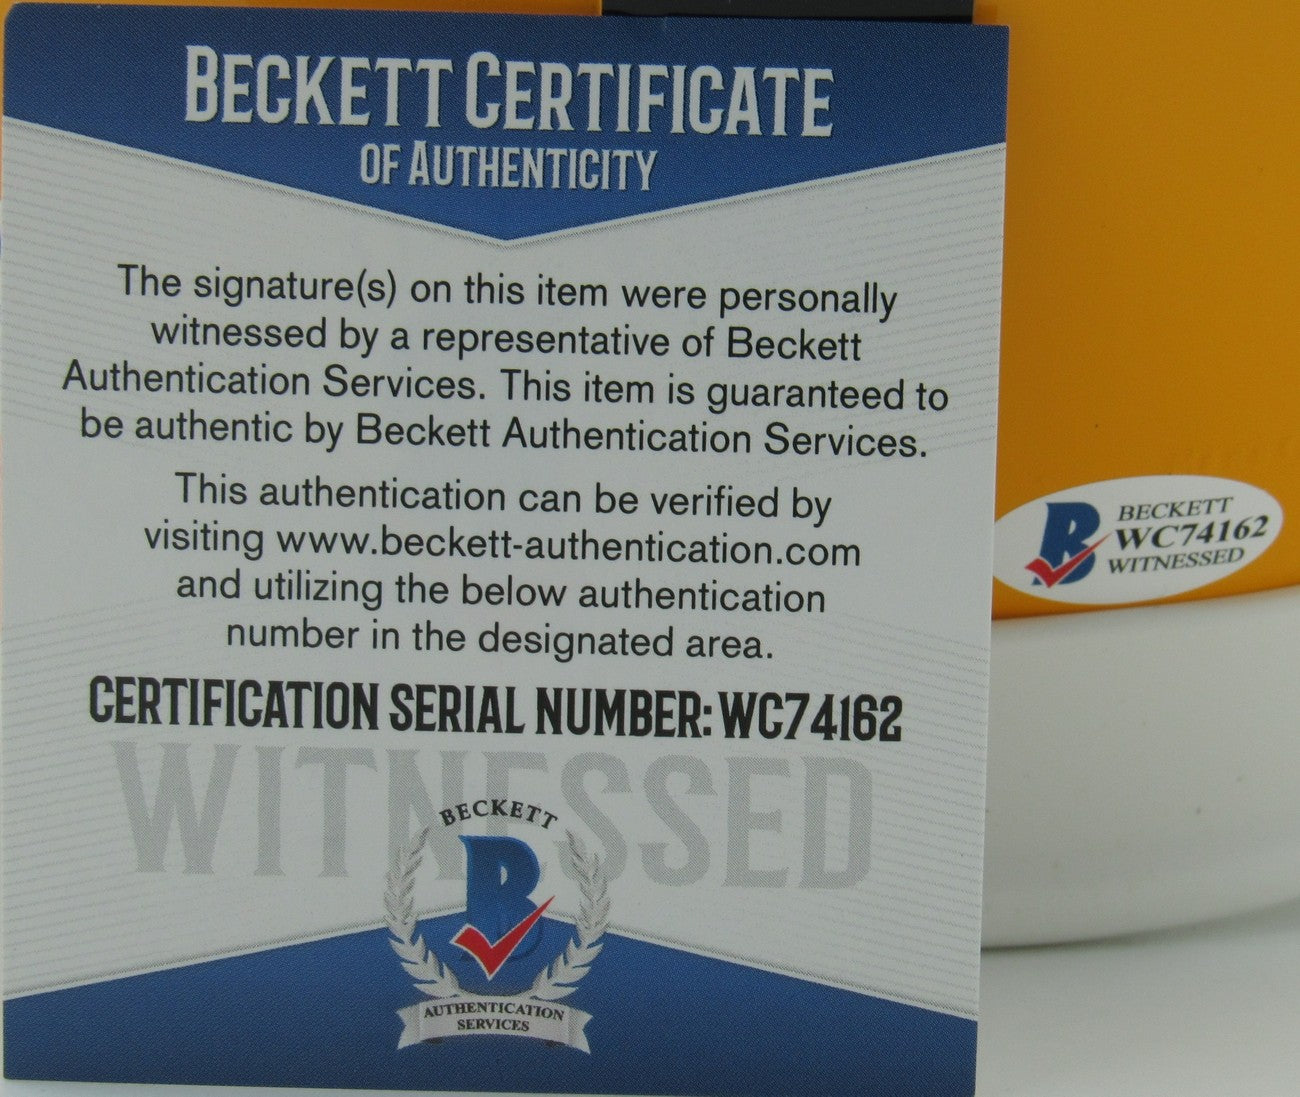 BECKETT CERTIFICATE
OF AUTHENTICITY
The signature(s) on this item were personally
witnessed by a representative of Beckett
Authentication Services. This item is guaranteed to
be authentic by Beckett Authentication Services.
This authentication can be verified by
visiting www.beckett-authentication.com
and utilizing the below authentication
number in the designated area.
CERTIFICATION SERIAL NUMBER: WC74162
WITNESSED
BECKETT
B
AUTHENTICATION
SERVICES
B
BECKETT
WC74162
WITNESSED